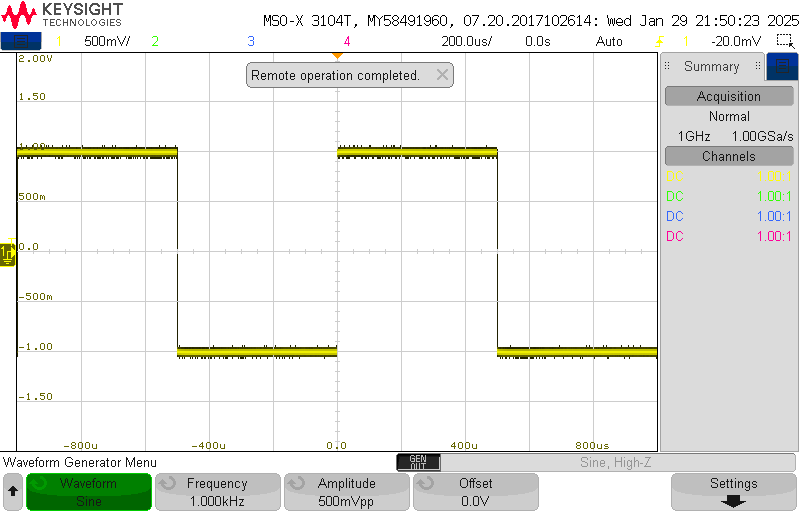 KEYSIGHT
TECHNOLOGIES
MSO-X 3104T, MY58491960, 07.20.2017102614: Wed Jan 29 21:50:23 2025
1 500mV/ 2 3 4 200.0us/ 0.0s Auto 1 -20.0mV
2.00V
Remote operation completed.
Summary
1.50
Acquisition
Normal
1GHz 1.00GSa/s
1.00
Channels
DC 1.00:1
500m
DC 1.00:1
DC 1.00:1
0.0
DC 1.00:1
-500m
-1.00
-1.50
-800u -400u 0.0 400u 800us
Waveform Generator Menu
GEN OUT
Sine, High-Z
Waveform
Sine
Frequency
1.000kHz
Amplitude
500mVpp
Offset
0.0V
Settings